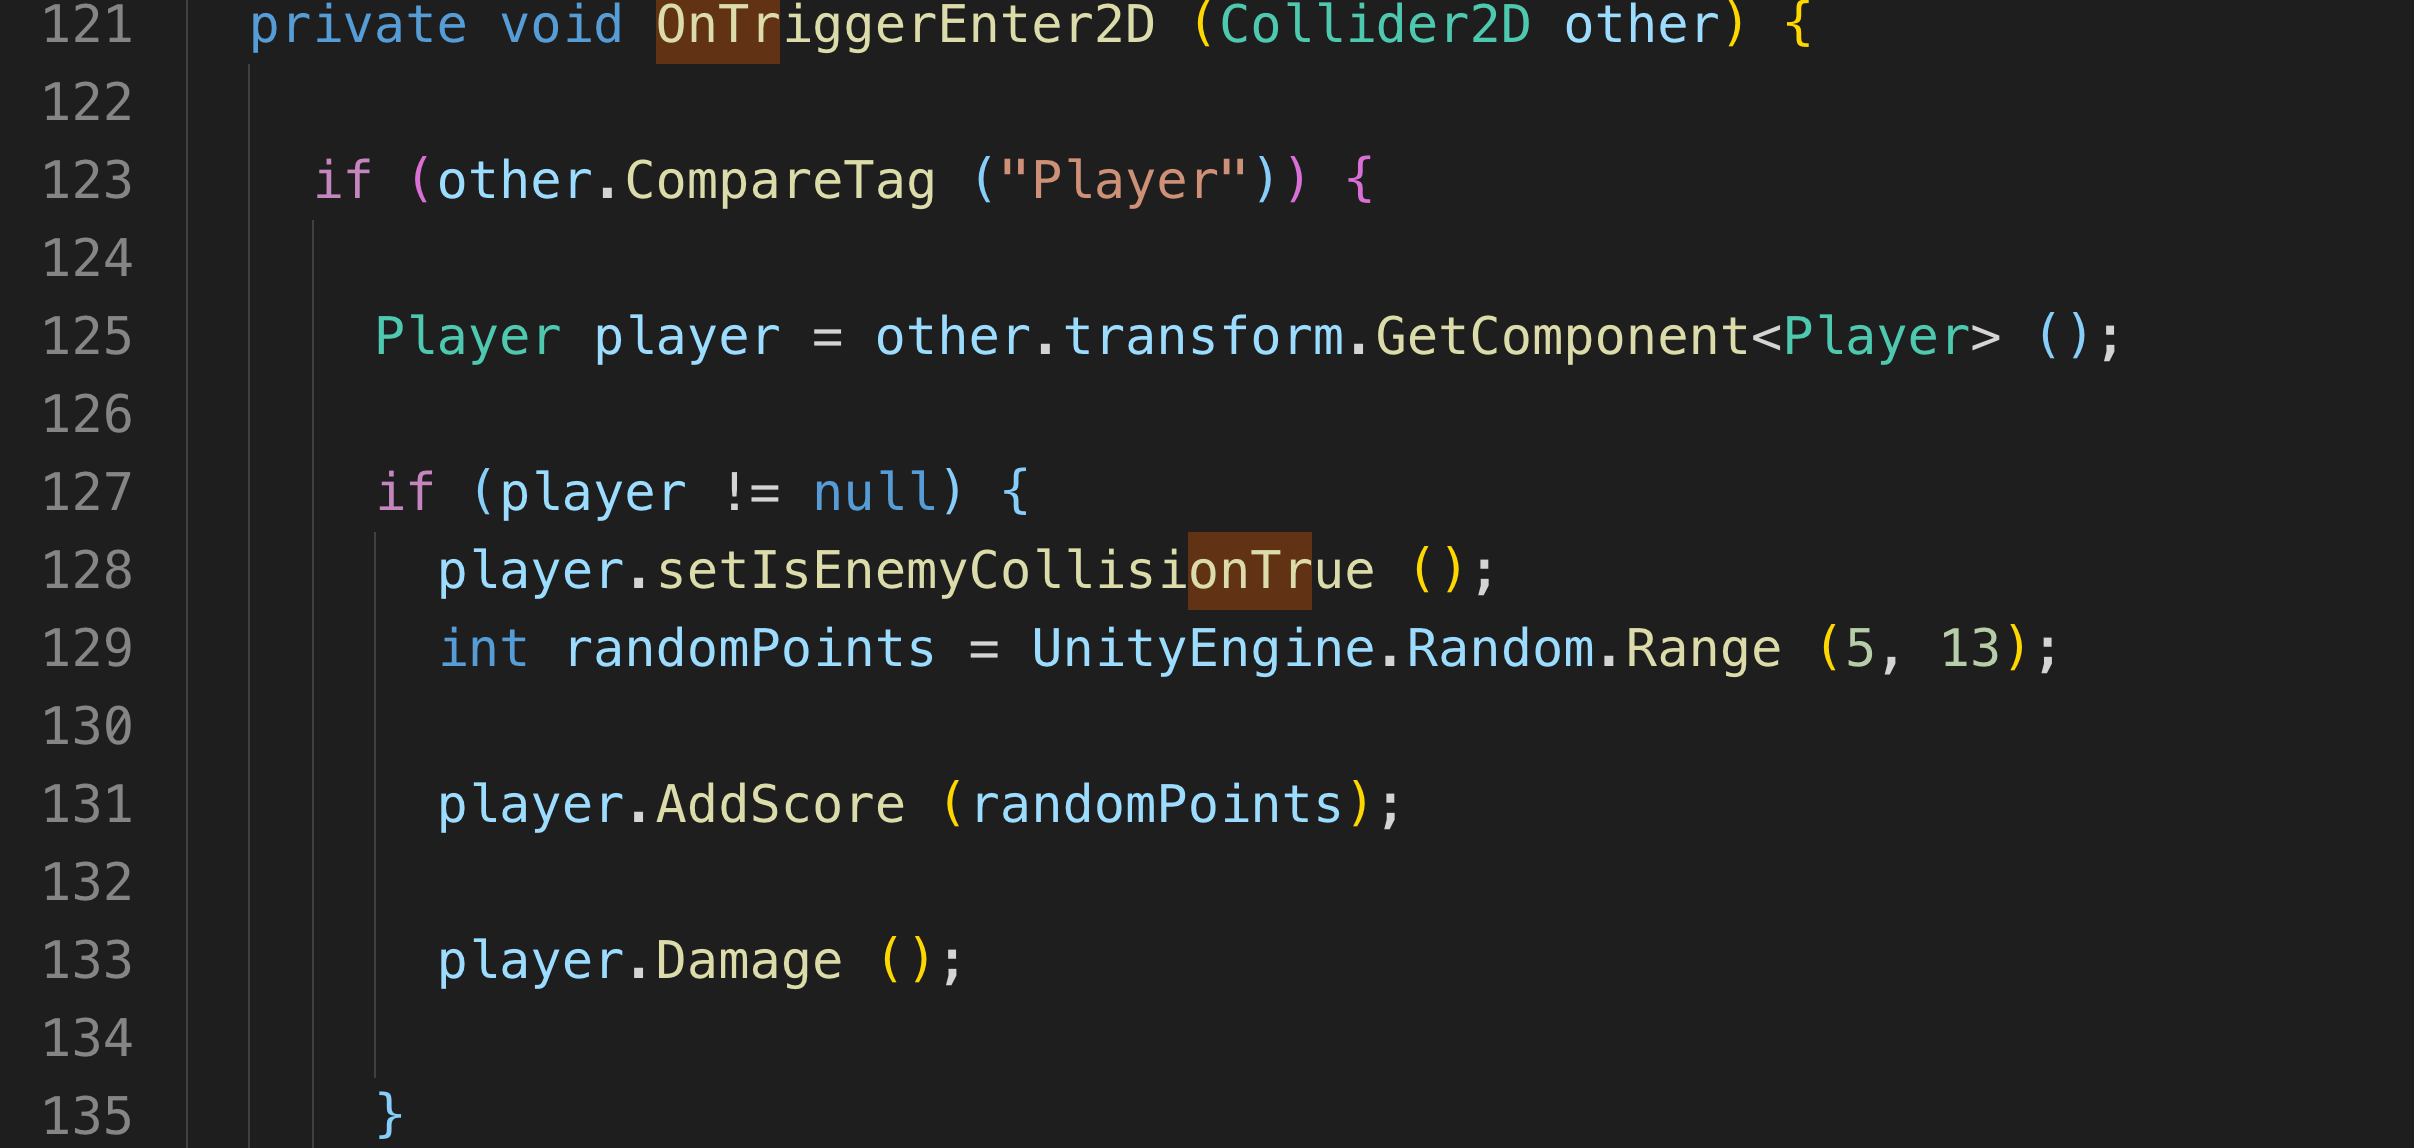 121 private void OnTriggerEnter2D (Collider2D other) {
122
123 if (other.CompareTag ("Player")) {
124
125 Player player = other.transform.GetComponent<Player> ();
126
127 if (player != null) {
128 player.setIsEnemyCollisionTrue ();
129 int randomPoints = UnityEngine.Random.Range (5, 13);
130
131 player.AddScore (randomPoints);
132
133 player.Damage ();
134
135 }